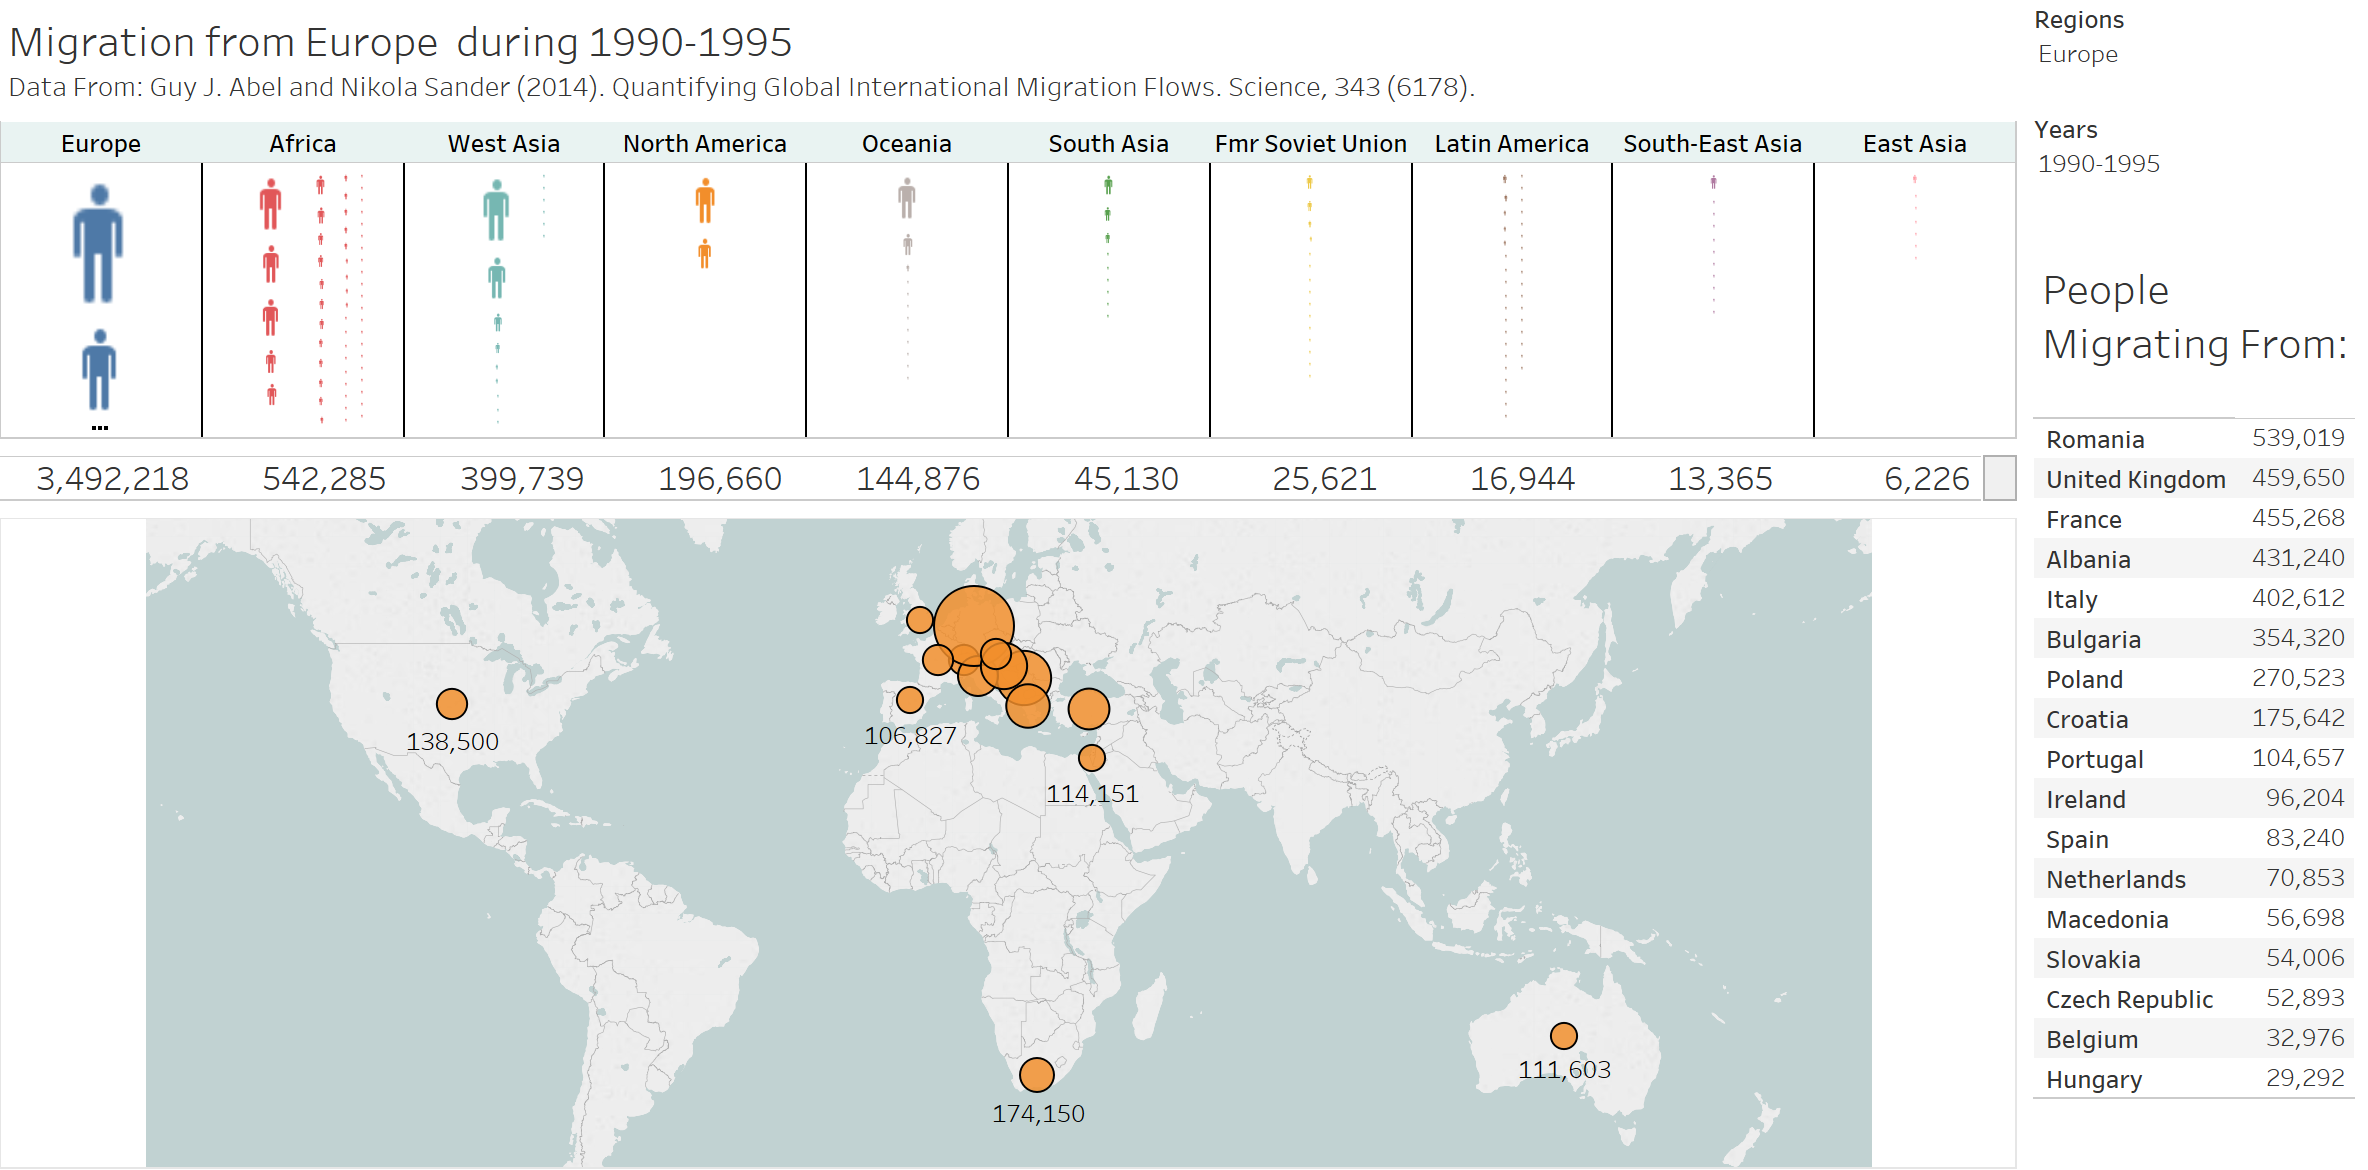 Migration from Europe during 1990-1995
Data From: Guy J. Abel and Nikola Sander (2014). Quantifying Global International Migration Flows. Science, 343 (6178).
Regions
Europe
Years
1990-1995
Europe Africa West Asia North America Oceania South Asia Fmr Soviet Union Latin America South-East Asia East Asia
...
3,492,218 542,285 399,739 196,660 144,876 45,130 25,621 16,944 13,365 6,226
138,500
106,827
114,151
111,603
174,150
People
Migrating From:
Romania 539,019
United Kingdom 459,650
France 455,268
Albania 431,240
Italy 402,612
Bulgaria 354,320
Poland 270,523
Croatia 175,642
Portugal 104,657
Ireland 96,204
Spain 83,240
Netherlands 70,853
Macedonia 56,698
Slovakia 54,006
Czech Republic 52,893
Belgium 32,976
Hungary 29,292